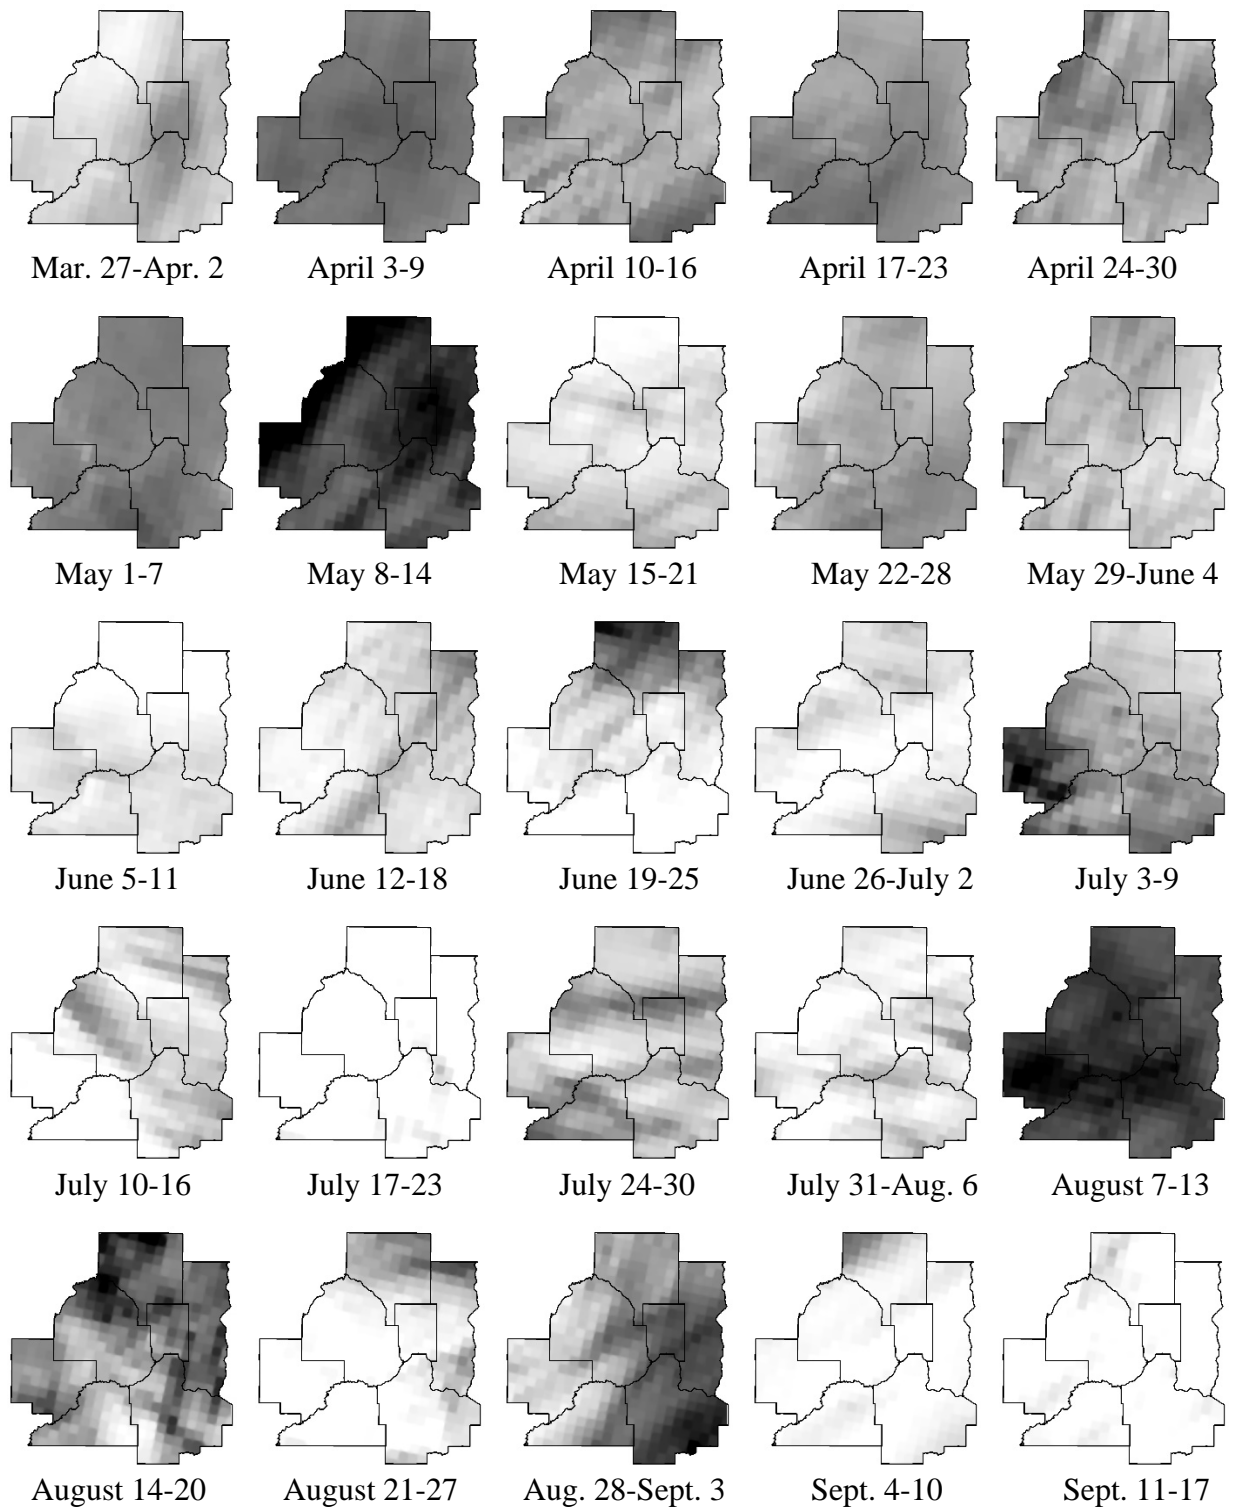 Mar. 27-Apr. 2
April 3-9
April 10-16
April 17-23
April 24-30
May 1-7
May 8-14
May 15-21
May 22-28
May 29-June 4
June 5-11
June 12-18
June 19-25
June 26-July 2
July 3-9
July 10-16
July 17-23
July 24-30
July 31-Aug. 6
August 7-13
August 14-20
August 21-27
Aug. 28-Sept. 3
Sept. 4-10
Sept. 11-17